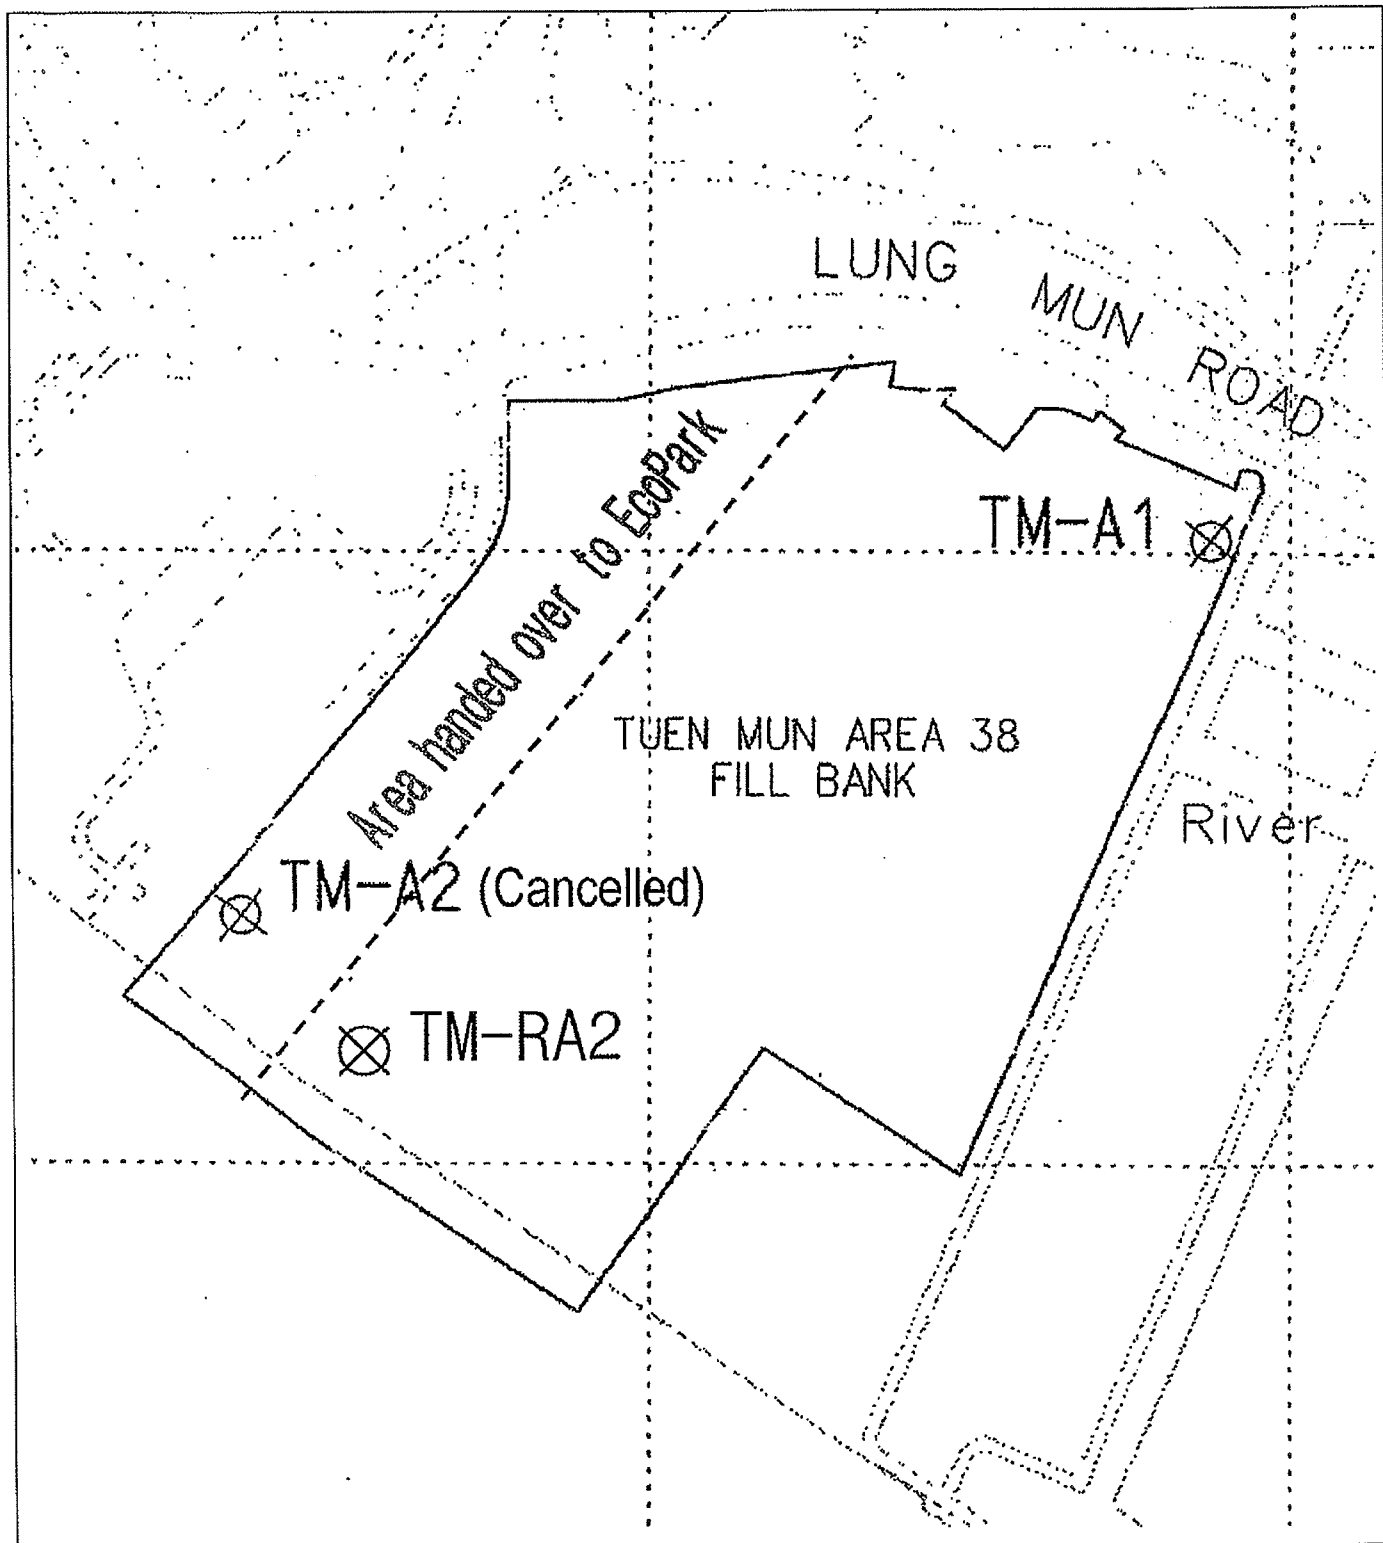 LUNG MUN ROAD
TM-A1
Area handed over to EcoPark
TUEN MUN AREA 38
FILL BANK
River
TM-A2 (Cancelled)
TM-RA2